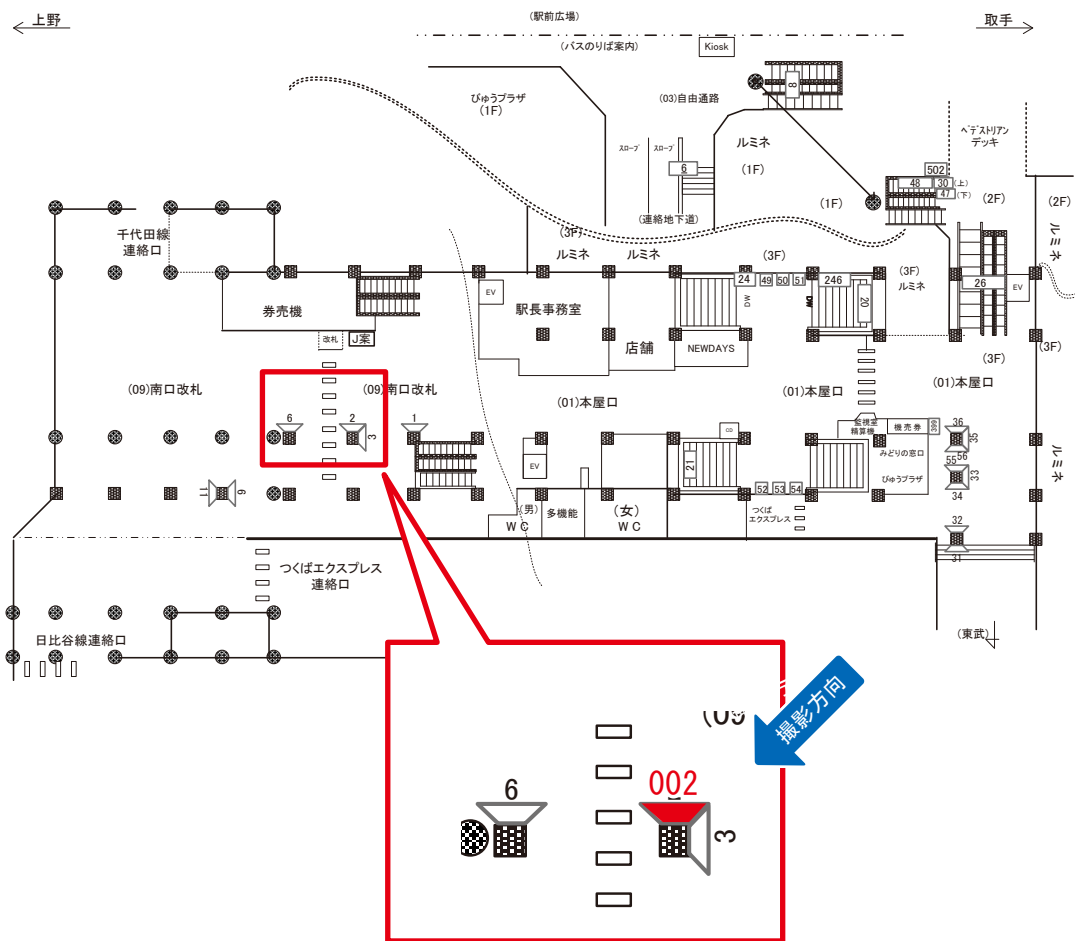 上野
(駅前広場)
取手
(バスのりば案内)
Kiosk
びゅうプラザ
(1F)
(03)自由通路
8
スロープ
スロープ
6
ルミネ
(1F)
ペデストリアン
デッキ
502
48
30
(上)
47
(下)
(1F)
(2F)
(2F)
ルミネ
(連絡地下道)
千代田線
連絡口
(3F)
ルミネ
ルミネ
(3F)
(3F)
ルミネ
24
49
50
51
246
20
26
EV
DW
DW
EV
券売機
駅長事務室
改札
J案
店舗
NEWDAYS
(3F)
(3F)
(09)南口改札
(09)南口改札
(01)本屋口
(01)本屋口
(01)本屋口
6
2
3
1
CD
監視室
精算機
機売券
399
36
35
みどりの窓口
55
56
33
34
びゅうプラザ
ルミネ
EV
21
11
9
52
53
54
(男)
WC
多機能
(女)
WC
つくば
エクスプレス
32
31
つくばエクスプレス
連絡口
日比谷線連絡口
(東武)
撮影方向
(09
002
6
3